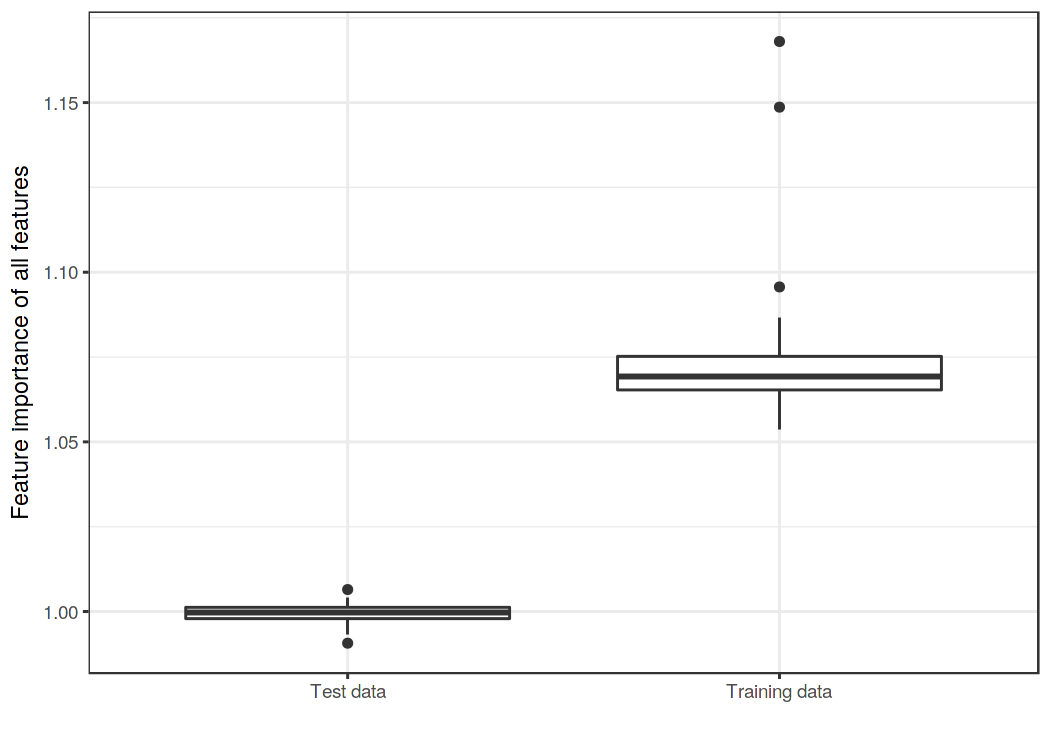 Feature importance of all features
1.15
1.10
1.05
1.00
Test data
Training data